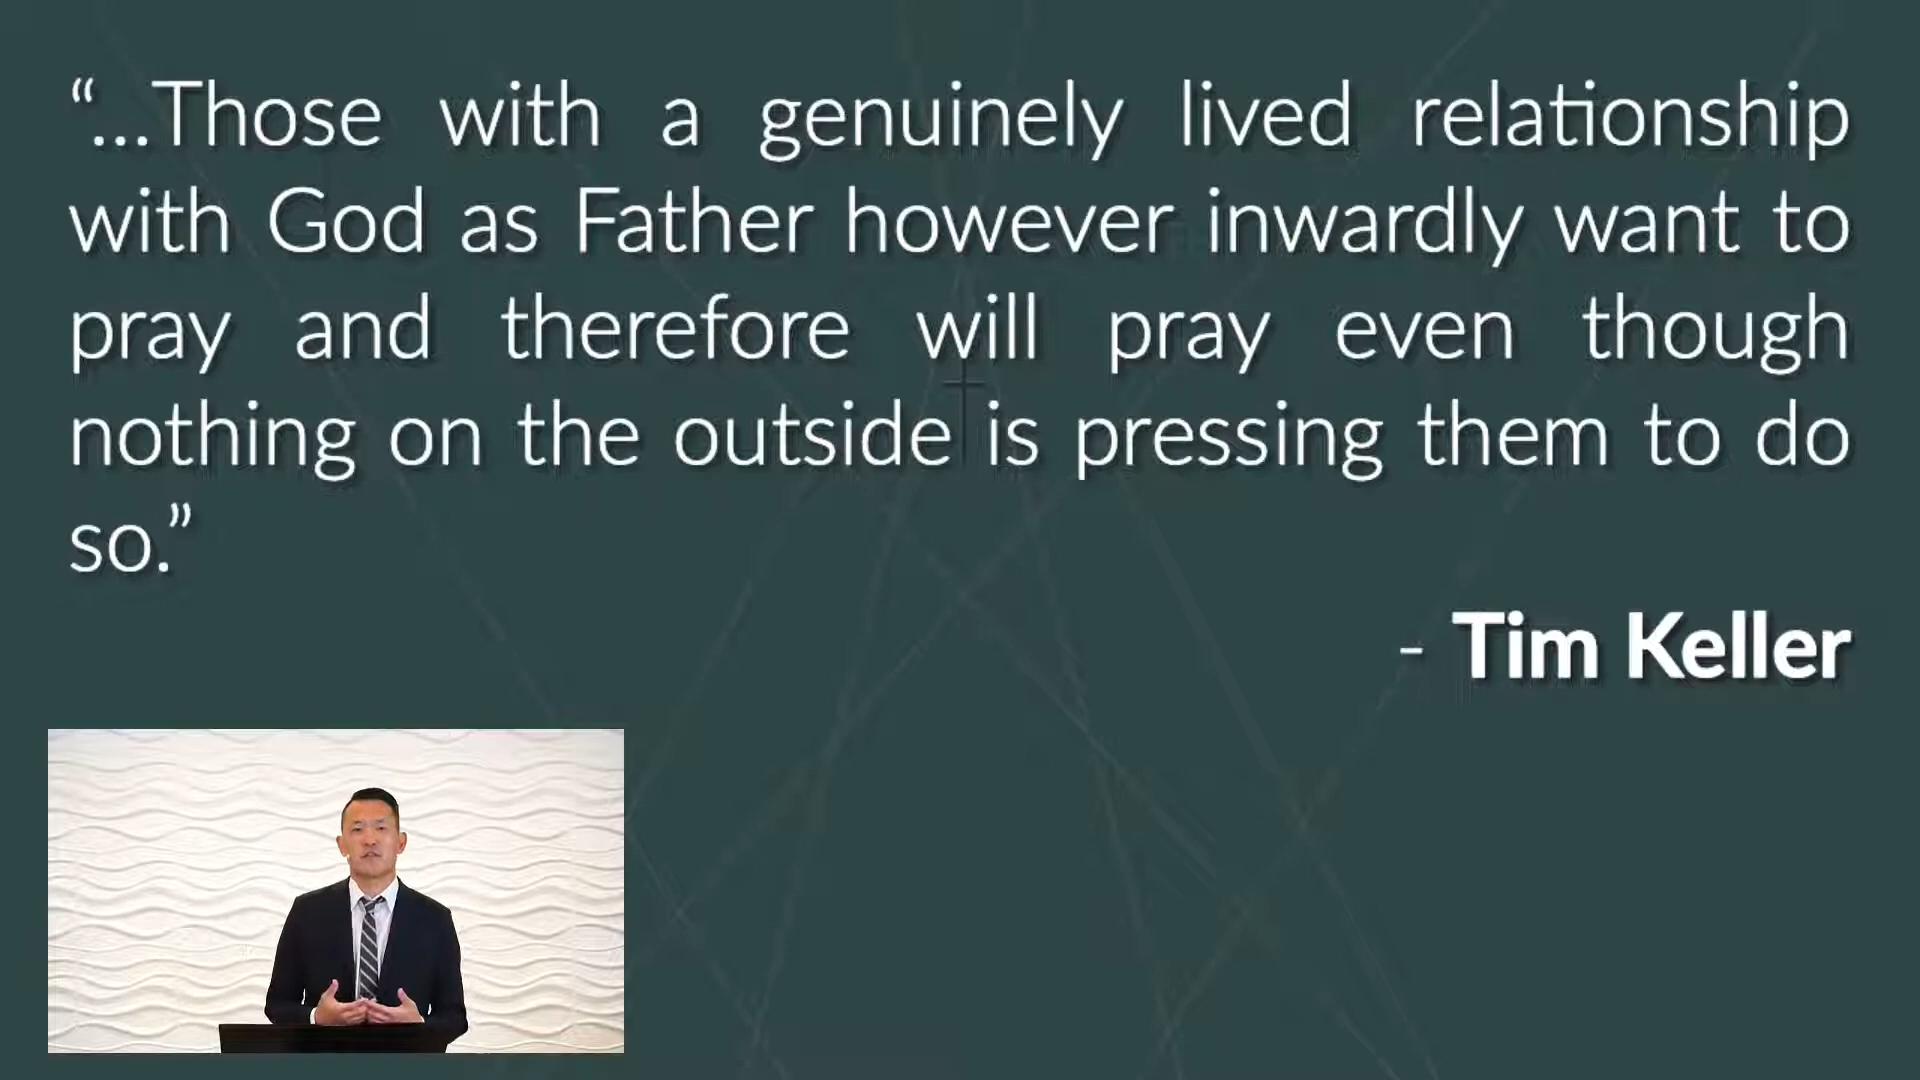 “...Those with a genuinely lived relationship
with God as Father however inwardly want to
pray and therefore will pray even though
nothing on the outside is pressing them to do
so.”
- Tim Keller